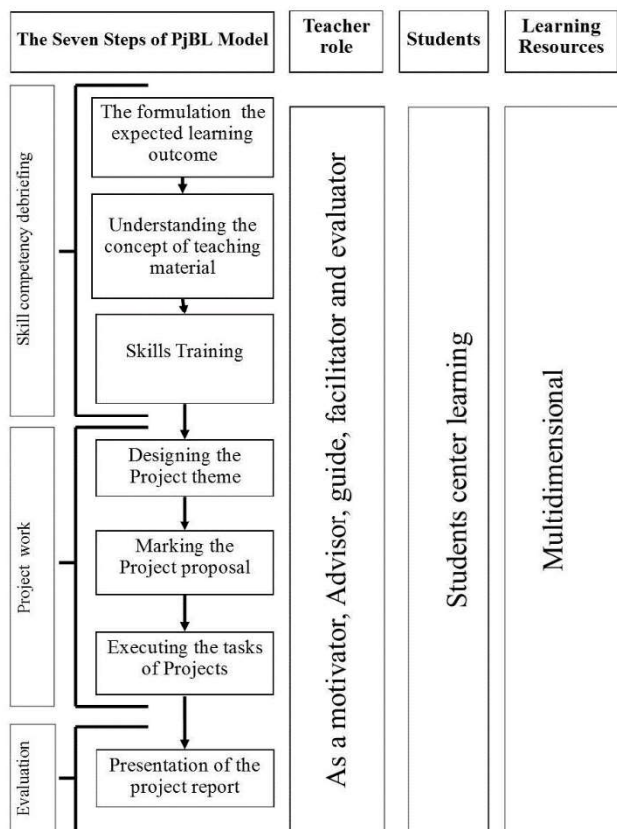 The Seven Steps of PjBL Model
Teacher
role
Students
Learning
Resources
Skill competency debriefing
The formulation the
expected learning
outcome
Understanding the
concept of teaching
material
Skills Training
Project work
Designing the
Project theme
Marking the
Project proposal
Executing the tasks
of Projects
Evaluation
Presentation of the
project report
As a motivator, Advisor, guide, facilitator and evaluator
Students center learning
Multidimensional